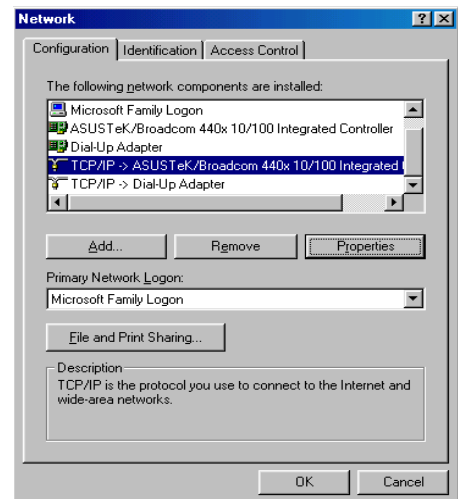 Network
Configuration Identification Access Control
The following network components are installed:
Microsoft Family Logon
ASUSTeK/Broadcom 440x 10/100 Integrated Controller
Dial-Up Adapter
TCP/IP -> ASUSTeK/Broadcom 440x 10/100 Integrated
TCP/IP -> Dial-Up Adapter
Add... Remove Properties
Primary Network Logon:
Microsoft Family Logon
File and Print Sharing...
Description
TCP/IP is the protocol you use to connect to the Internet and
wide-area networks.
OK Cancel